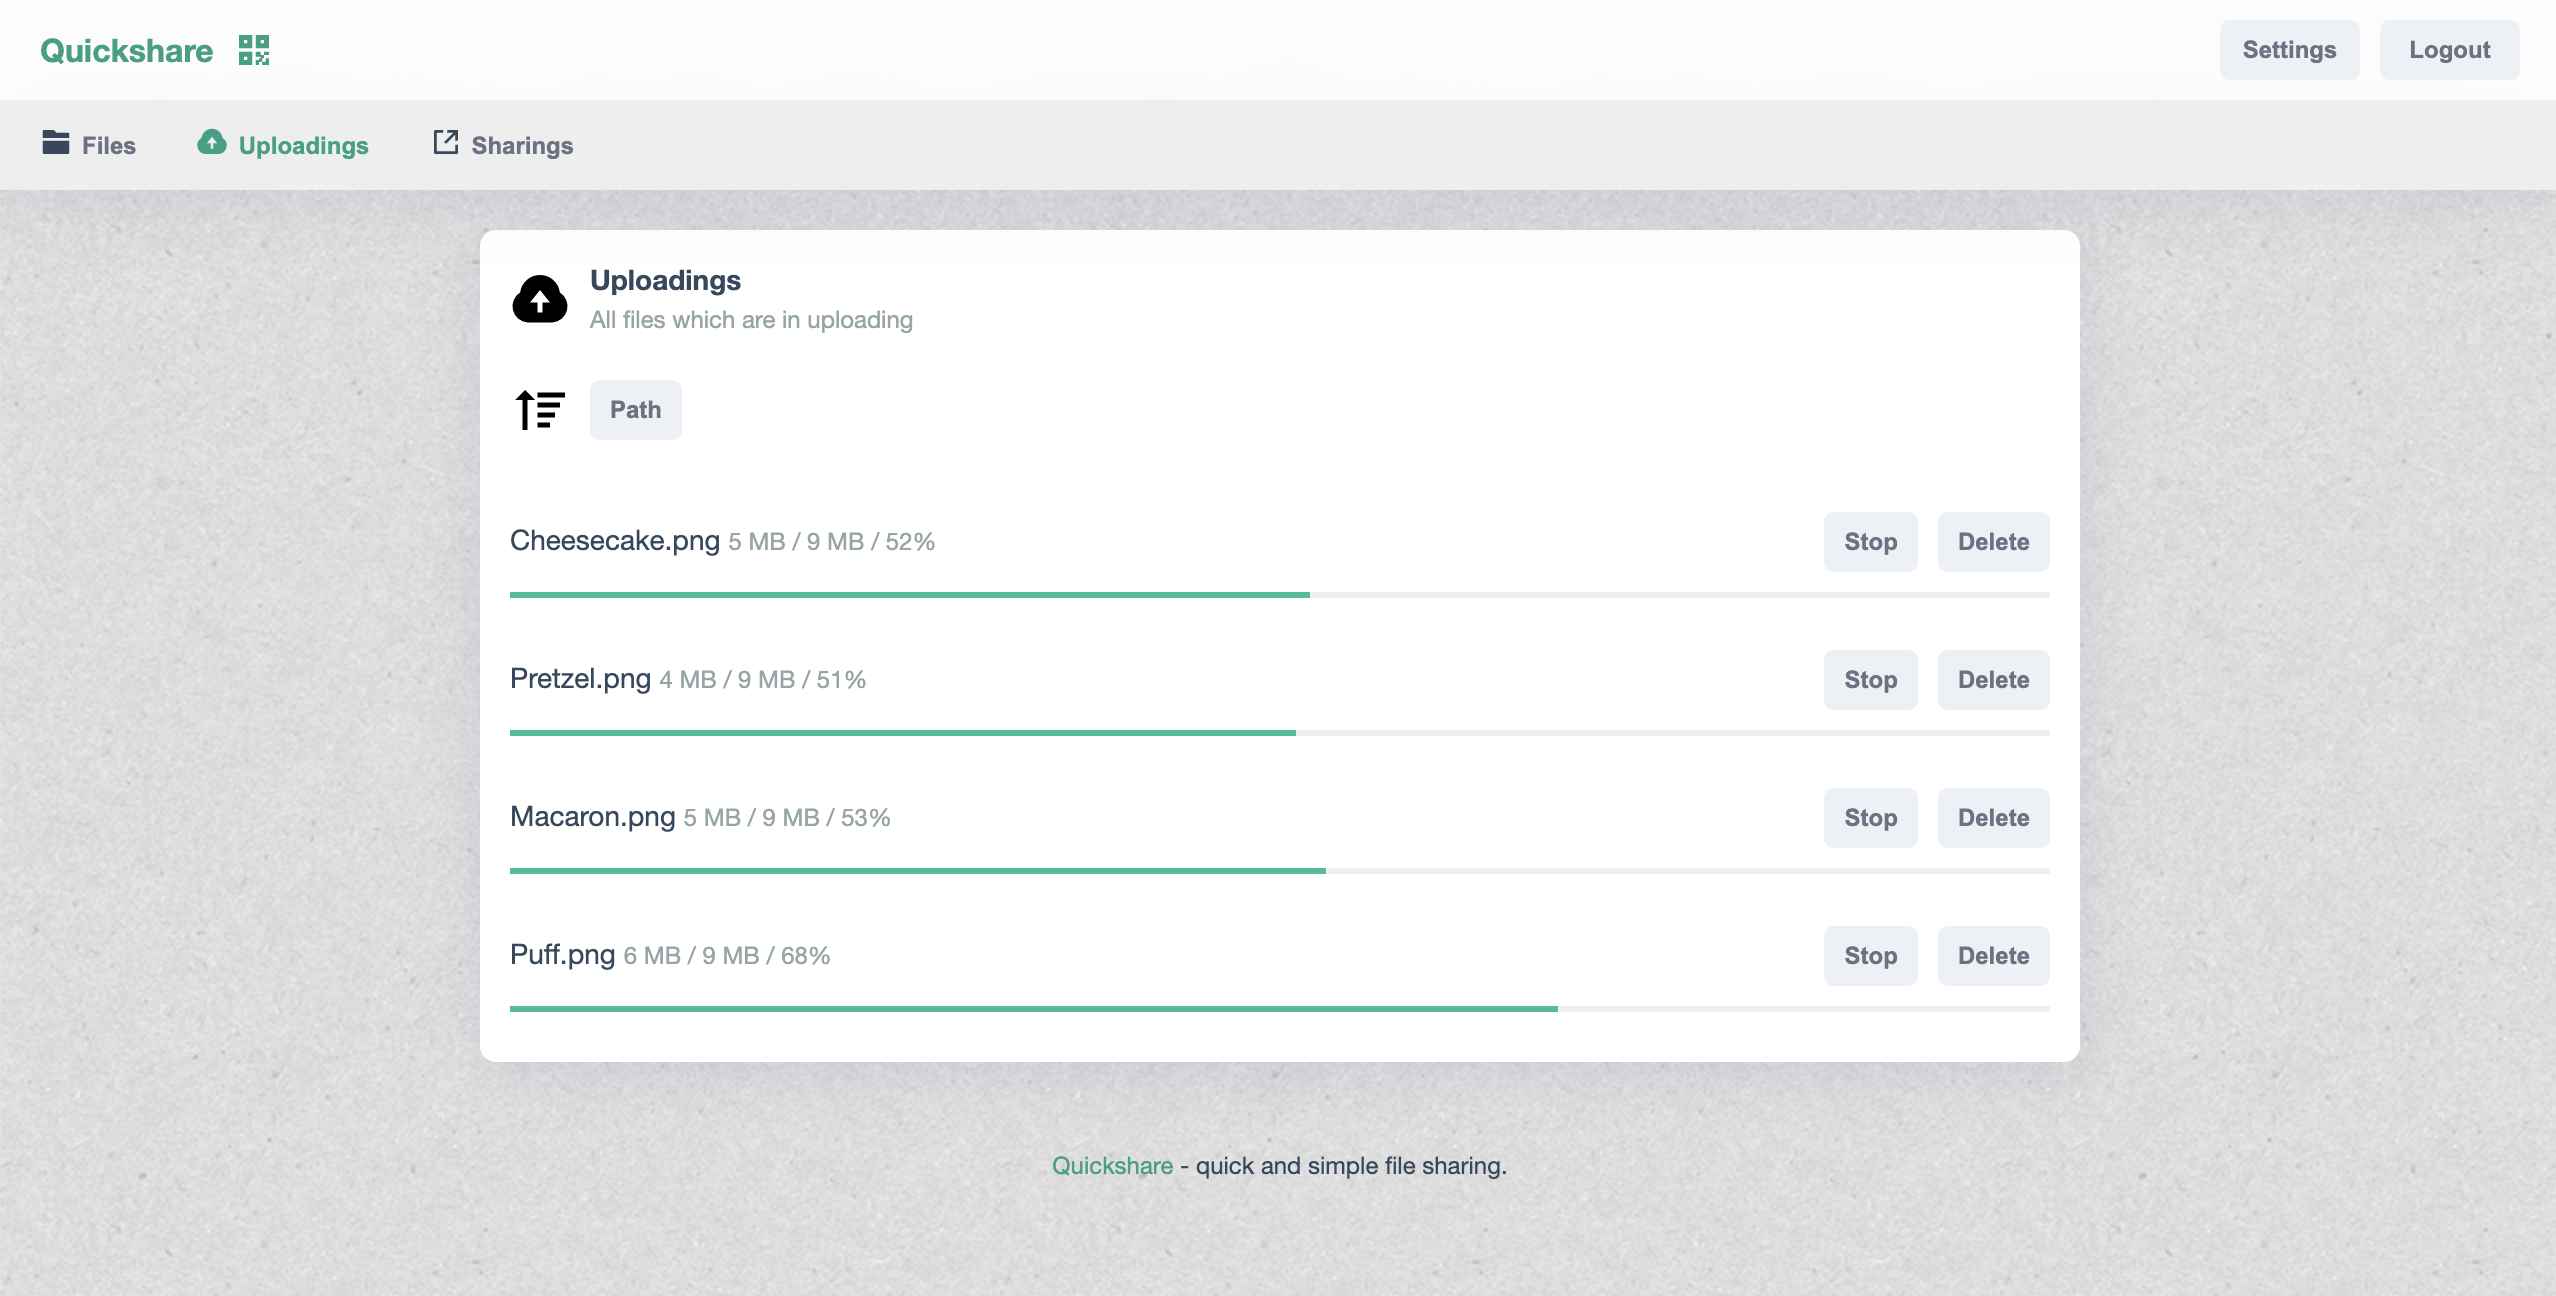 Quickshare
Settings Logout
Files Uploadings Sharings
Uploadings
All files which are in uploading
Path
Cheesecake.png 5 MB / 9 MB / 52% Stop Delete
Pretzel.png 4 MB / 9 MB / 51% Stop Delete
Macaron.png 5 MB / 9 MB / 53% Stop Delete
Puff.png 6 MB / 9 MB / 68% Stop Delete
Quickshare - quick and simple file sharing.